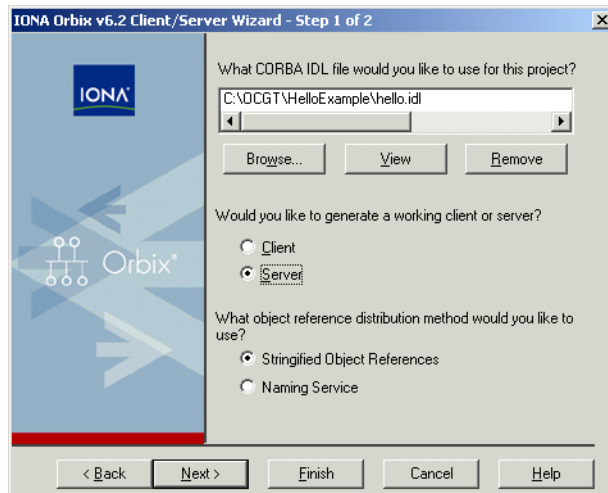 IONA Orbix v6.2 Client/Server Wizard - Step 1 of 2
IONA
What CORBA IDL file would you like to use for this project?
C:\OCGT\HelloExample\hello.idl
Browse...
View
Remove
Would you like to generate a working client or server?
Client
Server
Orbix
What object reference distribution method would you like to
use?
Stringified Object References
Naming Service
< Back
Next >
Finish
Cancel
Help